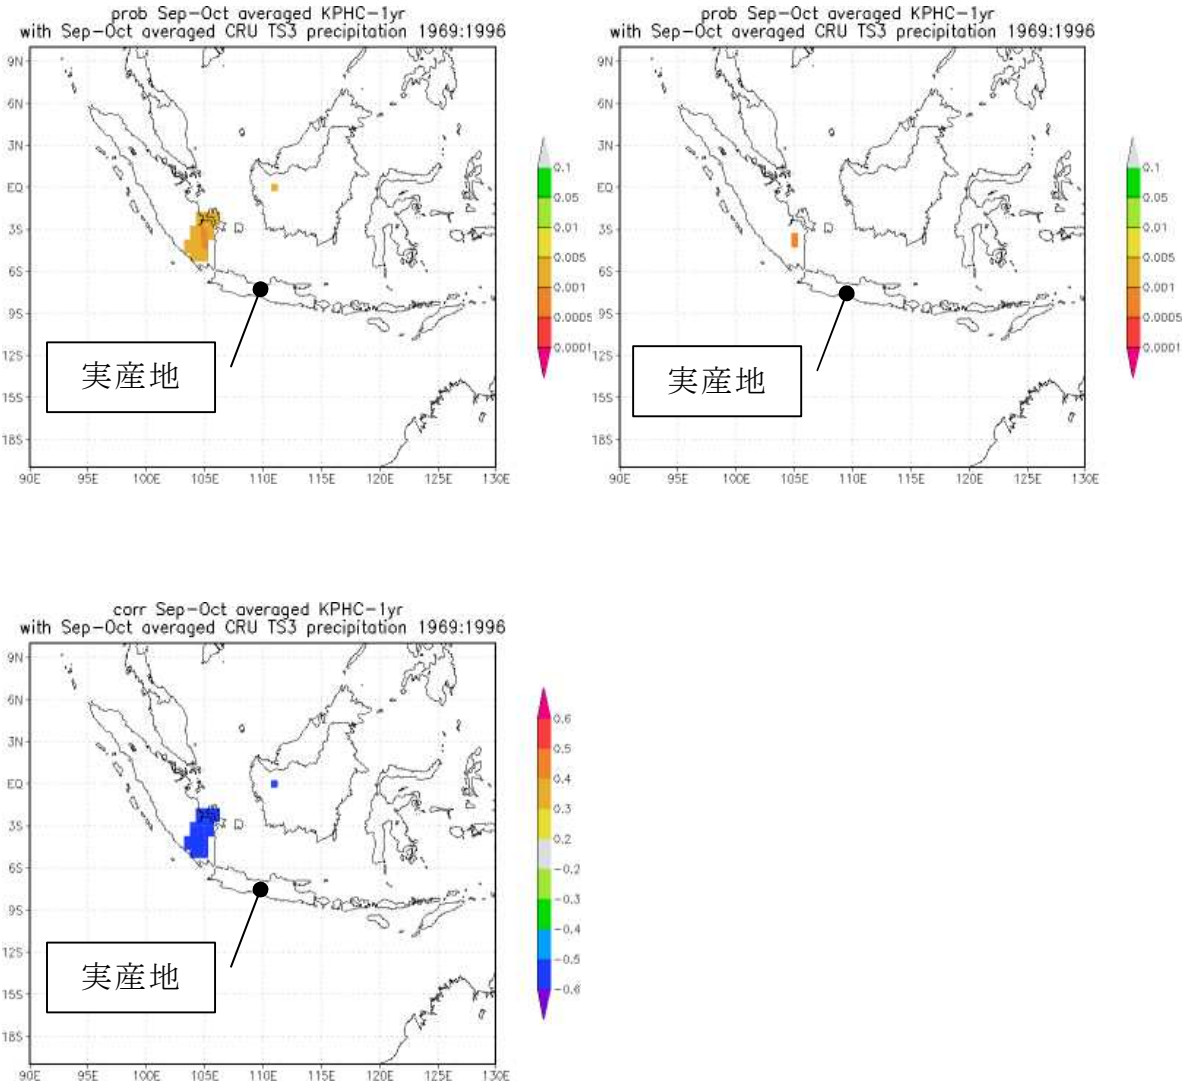 prob Sep-Oct averaged KPHC-1yr
with Sep-Oct averaged CRU TS3 precipitation 1969:1996
9N
6N
3N
EQ
3S
6S
9S
12S
15S
18S
90E 95E 100E 105E 110E 115E 120E 125E 130E
0.1
0.05
0.01
0.005
0.001
0.0005
0.0001
実産地
prob Sep-Oct averaged KPHC-1yr
with Sep-Oct averaged CRU TS3 precipitation 1969:1996
9N
6N
3N
EQ
3S
6S
9S
12S
15S
18S
90E 95E 100E 105E 110E 115E 120E 125E 130E
0.1
0.05
0.01
0.005
0.001
0.0005
0.0001
実産地
corr Sep-Oct averaged KPHC-1yr
with Sep-Oct averaged CRU TS3 precipitation 1969:1996
9N
6N
3N
EQ
3S
6S
9S
12S
15S
18S
90E 95E 100E 105E 110E 115E 120E 125E 130E
0.6
0.5
0.4
0.3
0.2
-0.2
-0.3
-0.4
-0.5
-0.6
実産地